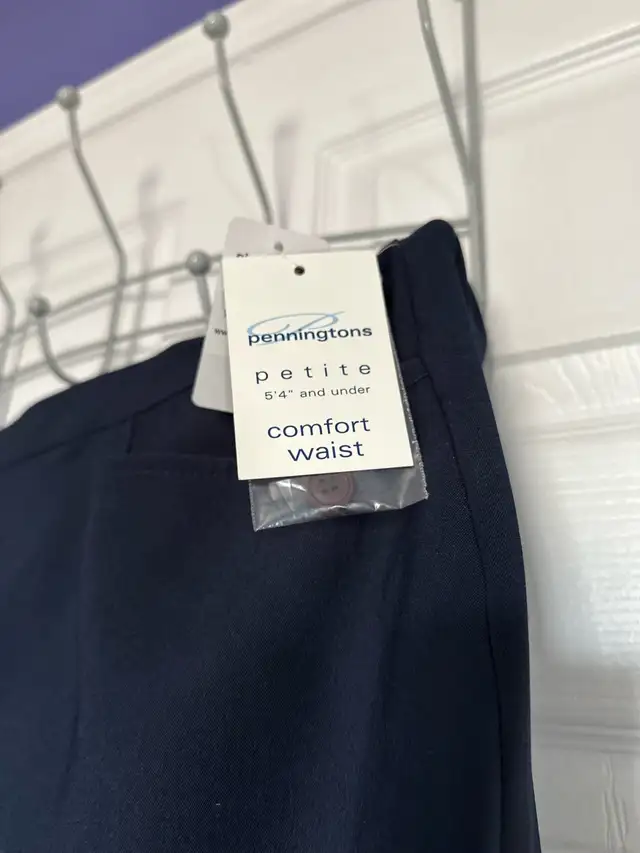 penningtons
petite
5'4" and under
comfort
waist